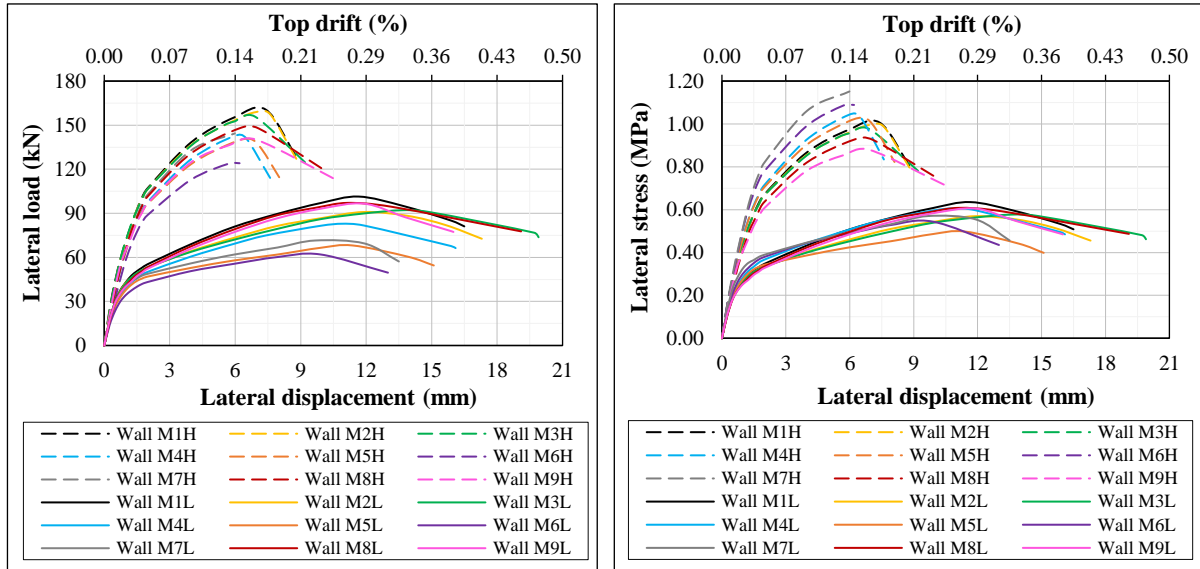 Top drift (%)
0.00 0.07 0.14 0.21 0.29 0.36 0.43 0.50
180
150
120
90
60
30
0
Lateral load (kN)
0 3 6 9 12 15 18 21
Lateral displacement (mm)
Wall M1H Wall M2H Wall M3H
Wall M4H Wall M5H Wall M6H
Wall M7H Wall M8H Wall M9H
Wall M1L Wall M2L Wall M3L
Wall M4L Wall M5L Wall M6L
Wall M7L Wall M8L Wall M9L
Top drift (%)
0.00 0.07 0.14 0.21 0.29 0.36 0.43 0.50
1.20
1.00
0.80
0.60
0.40
0.20
0.00
Lateral stress (MPa)
0 3 6 9 12 15 18 21
Lateral displacement (mm)
Wall M1H Wall M2H Wall M3H
Wall M4H Wall M5H Wall M6H
Wall M7H Wall M8H Wall M9H
Wall M1L Wall M2L Wall M3L
Wall M4L Wall M5L Wall M6L
Wall M7L Wall M8L Wall M9L